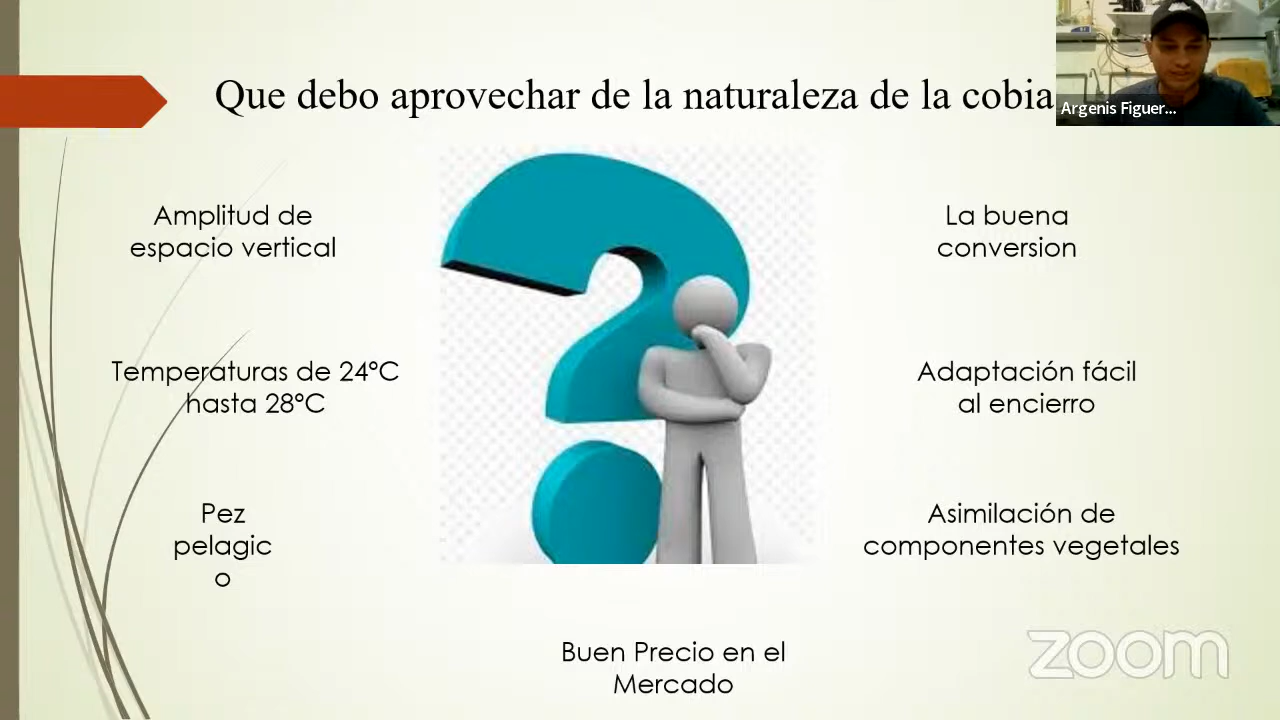 Que debo aprovechar de la naturaleza de la cobia
Argenis Figuer...
Amplitud de
espacio vertical
La buena
conversion
Temperaturas de 24°C
hasta 28°C
Adaptación fácil
al encierro
Pez
pelagic
o
Asimilación de
componentes vegetales
Buen Precio en el
Mercado
zoom